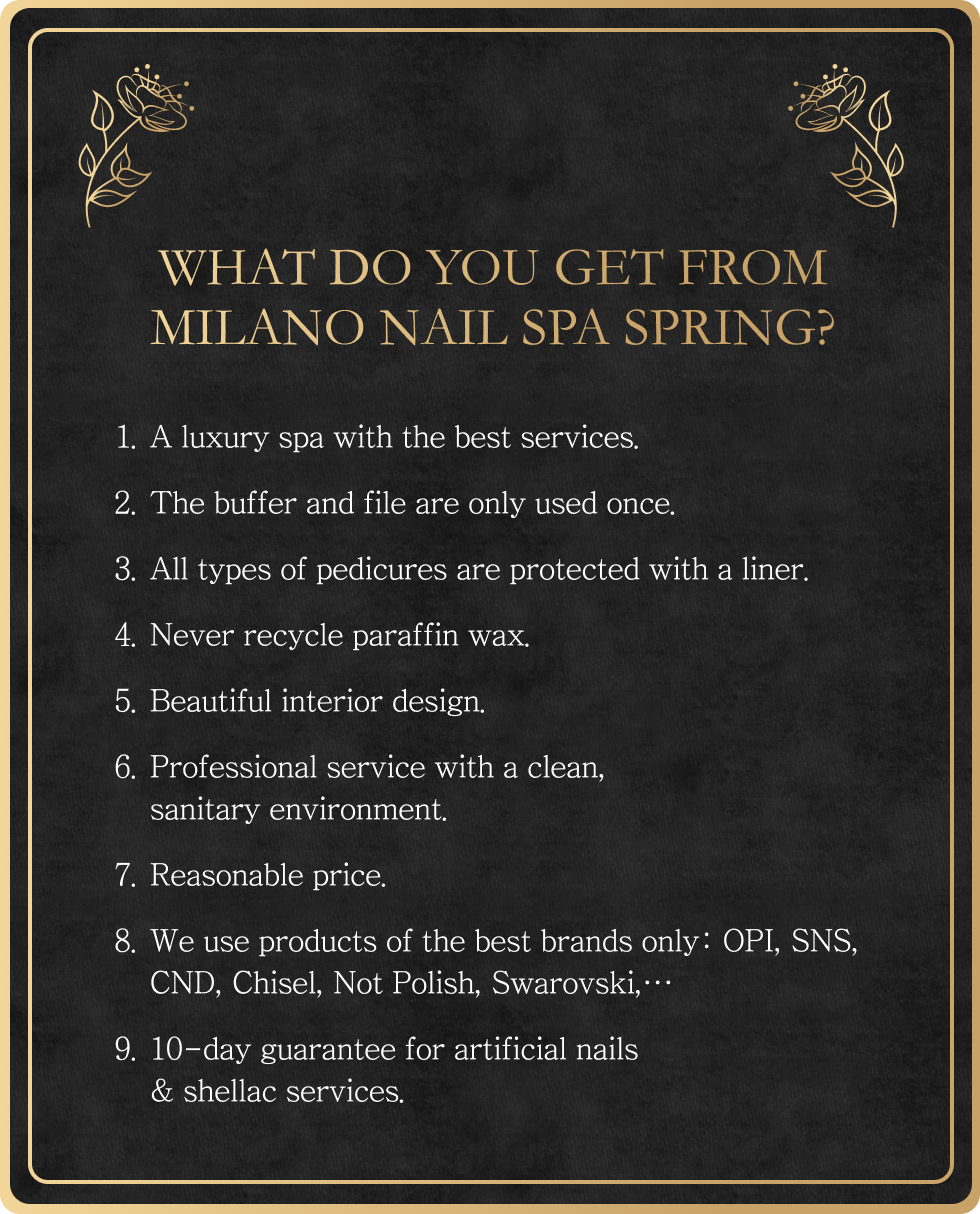 WHAT DO YOU GET FROM
MILANO NAIL SPA SPRING?
1. A luxury spa with the best services.
2. The buffer and file are only used once.
3. All types of pedicures are protected with a liner.
4. Never recycle paraffin wax.
5. Beautiful interior design.
6. Professional service with a clean,
sanitary environment.
7. Reasonable price.
8. We use products of the best brands only: OPI, SNS,
CND, Chisel, Not Polish, Swarovski,…
9. 10-day guarantee for artificial nails
& shellac services.